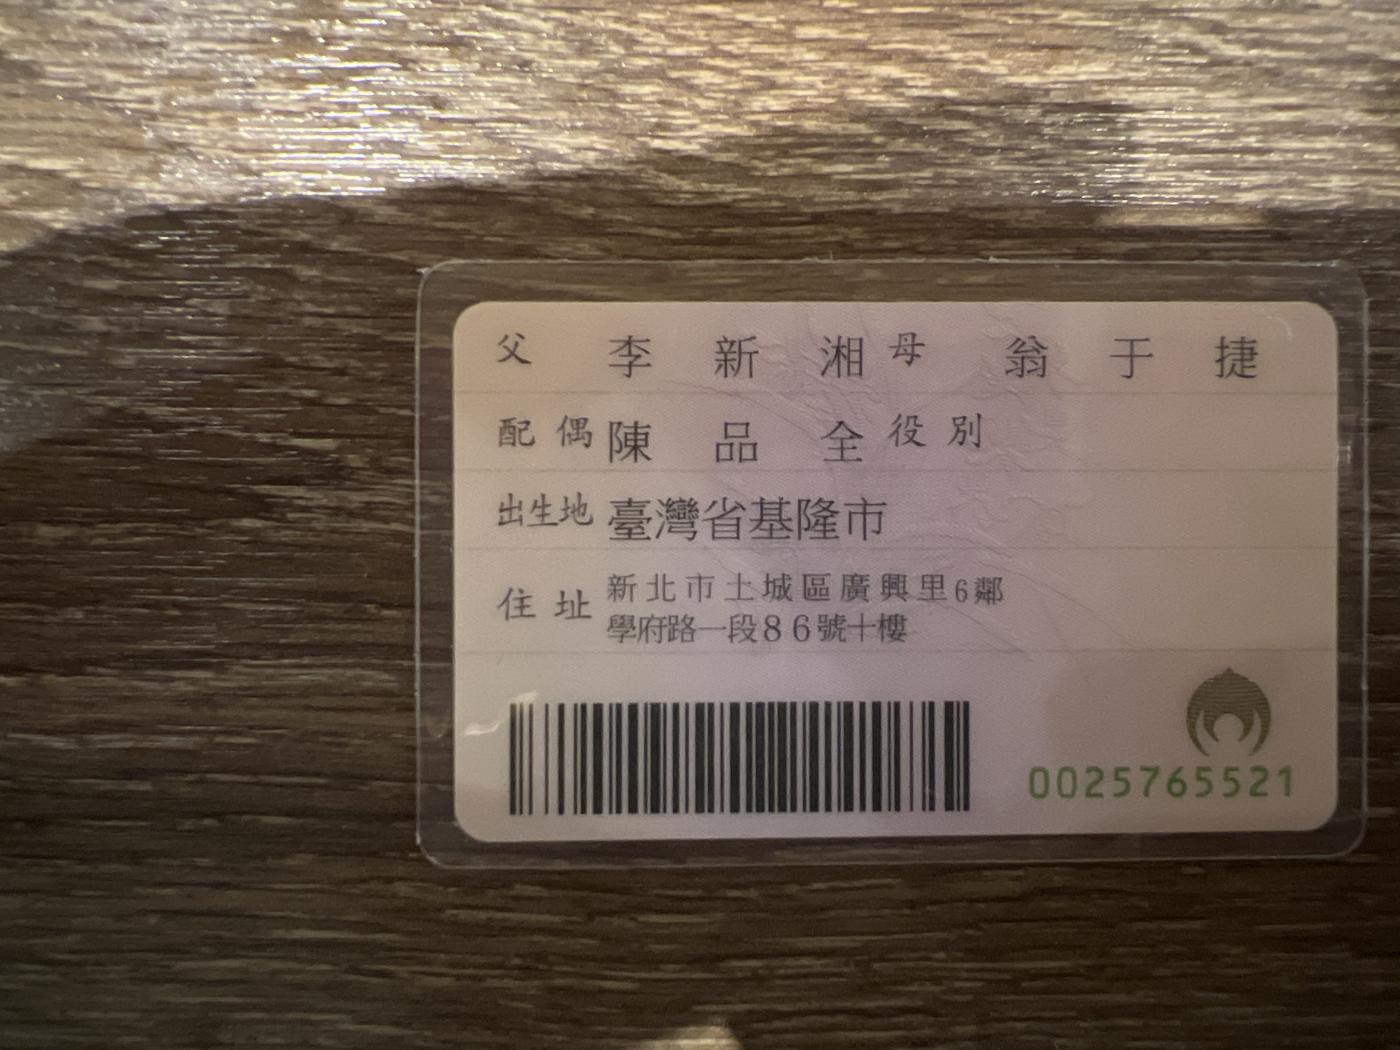 父 李新湘 母 翁于捷
配偶 陳品全 役別
出生地 臺灣省基隆市
住址 新北市土城區廣興里6鄰
學府路一段86號十樓
0025765521